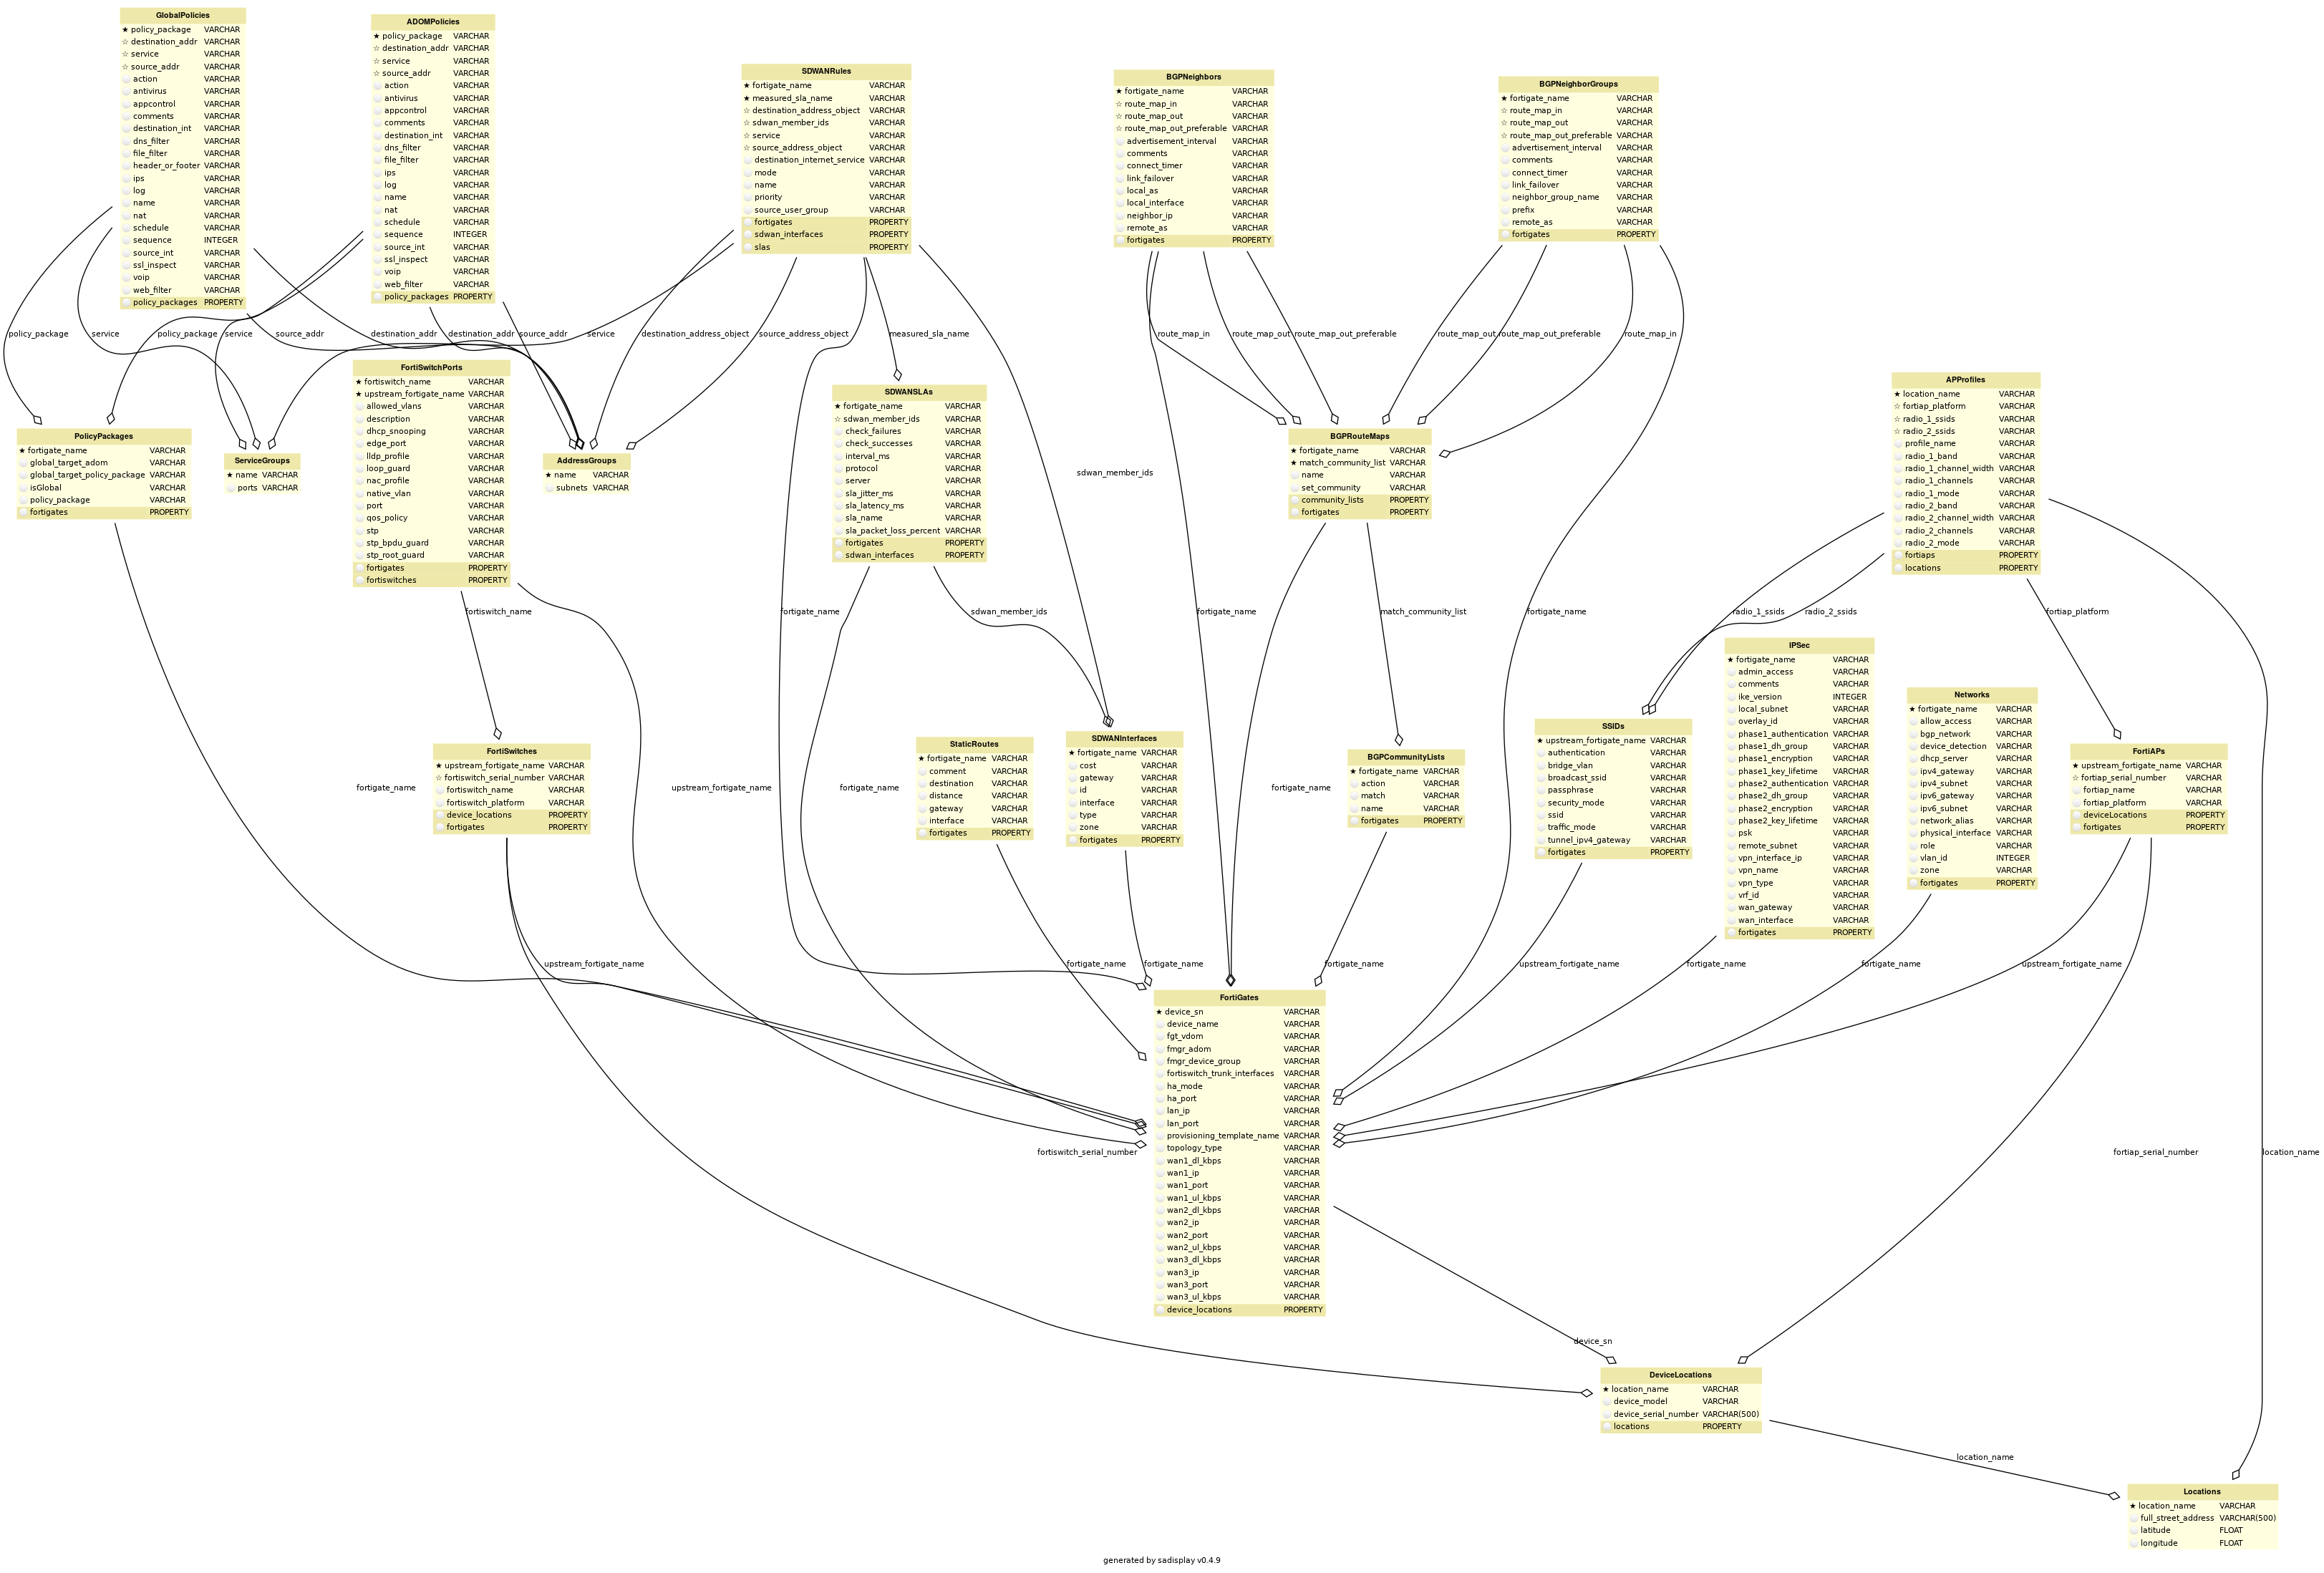 GlobalPolicies
★ policy_package VARCHAR
☆ destination_addr VARCHAR
☆ service VARCHAR
☆ source_addr VARCHAR
action VARCHAR
antivirus VARCHAR
appcontrol VARCHAR
comments VARCHAR
destination_int VARCHAR
dns_filter VARCHAR
file_filter VARCHAR
header_or_footer VARCHAR
ips VARCHAR
log VARCHAR
name VARCHAR
nat VARCHAR
schedule VARCHAR
sequence INTEGER
source_int VARCHAR
ssl_inspect VARCHAR
voip VARCHAR
web_filter VARCHAR
policy_packages PROPERTY
ADOMPolicies
★ policy_package VARCHAR
☆ destination_addr VARCHAR
☆ service VARCHAR
☆ source_addr VARCHAR
action VARCHAR
antivirus VARCHAR
appcontrol VARCHAR
comments VARCHAR
destination_int VARCHAR
dns_filter VARCHAR
file_filter VARCHAR
ips VARCHAR
log VARCHAR
name VARCHAR
nat VARCHAR
schedule VARCHAR
sequence INTEGER
source_int VARCHAR
ssl_inspect VARCHAR
voip VARCHAR
web_filter VARCHAR
policy_packages PROPERTY
SDWANRules
★ fortigate_name VARCHAR
★ measured_sla_name VARCHAR
☆ destination_address_object VARCHAR
☆ sdwan_member_ids VARCHAR
☆ service VARCHAR
☆ source_address_object VARCHAR
destination_internet_service VARCHAR
mode VARCHAR
name VARCHAR
priority VARCHAR
source_user_group VARCHAR
fortigates PROPERTY
sdwan_interfaces PROPERTY
slas PROPERTY
BGPNeighbors
★ fortigate_name VARCHAR
☆ route_map_in VARCHAR
☆ route_map_out VARCHAR
☆ route_map_out_preferable VARCHAR
advertisement_interval VARCHAR
comments VARCHAR
connect_timer VARCHAR
link_failover VARCHAR
local_as VARCHAR
local_interface VARCHAR
neighbor_ip VARCHAR
remote_as VARCHAR
fortigates PROPERTY
BGPNeighborGroups
★ fortigate_name VARCHAR
☆ route_map_in VARCHAR
☆ route_map_out VARCHAR
☆ route_map_out_preferable VARCHAR
advertisement_interval VARCHAR
comments VARCHAR
connect_timer VARCHAR
link_failover VARCHAR
neighbor_group_name VARCHAR
prefix VARCHAR
remote_as VARCHAR
fortigates PROPERTY
policy_package
service
policy_package
service
source_addr
destination_addr
destination_addr
source_addr
service
destination_address_object
source_address_object
measured_sla_name
route_map_in
route_map_out
route_map_out_preferable
route_map_out
route_map_out_preferable
route_map_in
FortiSwitchPorts
★ fortiswitch_name VARCHAR
★ upstream_fortigate_name VARCHAR
allowed_vlans VARCHAR
description VARCHAR
dhcp_snooping VARCHAR
edge_port VARCHAR
lldp_profile VARCHAR
loop_guard VARCHAR
nac_profile VARCHAR
native_vlan VARCHAR
port VARCHAR
qos_policy VARCHAR
stp VARCHAR
stp_bpdu_guard VARCHAR
stp_root_guard VARCHAR
fortigates PROPERTY
fortiswitches PROPERTY
PolicyPackages
★ fortigate_name VARCHAR
global_target_adom VARCHAR
global_target_policy_package VARCHAR
isGlobal VARCHAR
policy_package VARCHAR
fortigates PROPERTY
ServiceGroups
★ name VARCHAR
ports VARCHAR
AddressGroups
★ name VARCHAR
subnets VARCHAR
SDWANSLAs
★ fortigate_name VARCHAR
☆ sdwan_member_ids VARCHAR
check_failures VARCHAR
check_successes VARCHAR
interval_ms VARCHAR
protocol VARCHAR
server VARCHAR
sla_jitter_ms VARCHAR
sla_latency_ms VARCHAR
sla_name VARCHAR
sla_packet_loss_percent VARCHAR
fortigates PROPERTY
sdwan_interfaces PROPERTY
sdwan_member_ids
BGPRouteMaps
★ fortigate_name VARCHAR
★ match_community_list VARCHAR
name VARCHAR
set_community VARCHAR
community_lists PROPERTY
fortigates PROPERTY
APProfiles
★ location_name VARCHAR
☆ fortiap_platform VARCHAR
☆ radio_1_ssids VARCHAR
☆ radio_2_ssids VARCHAR
profile_name VARCHAR
radio_1_band VARCHAR
radio_1_channel_width VARCHAR
radio_1_channels VARCHAR
radio_1_mode VARCHAR
radio_2_band VARCHAR
radio_2_channel_width VARCHAR
radio_2_channels VARCHAR
radio_2_mode VARCHAR
fortiaps PROPERTY
locations PROPERTY
fortiswitch_name
fortigate_name
sdwan_member_ids
fortigate_name
match_community_list
fortigate_name
radio_1_ssids
radio_2_ssids
fortiap_platform
FortiSwitches
★ upstream_fortigate_name VARCHAR
☆ fortiswitch_serial_number VARCHAR
fortiswitch_name VARCHAR
fortiswitch_platform VARCHAR
device_locations PROPERTY
fortigates PROPERTY
StaticRoutes
★ fortigate_name VARCHAR
comment VARCHAR
destination VARCHAR
distance VARCHAR
gateway VARCHAR
interface VARCHAR
fortigates PROPERTY
SDWANInterfaces
★ fortigate_name VARCHAR
cost VARCHAR
gateway VARCHAR
id VARCHAR
interface VARCHAR
type VARCHAR
zone VARCHAR
fortigates PROPERTY
BGPCommunityLists
★ fortigate_name VARCHAR
action VARCHAR
match VARCHAR
name VARCHAR
fortigates PROPERTY
SSIDs
★ upstream_fortigate_name VARCHAR
authentication VARCHAR
bridge_vlan VARCHAR
broadcast_ssid VARCHAR
passphrase VARCHAR
security_mode VARCHAR
ssid VARCHAR
traffic_mode VARCHAR
tunnel_ipv4_gateway VARCHAR
fortigates PROPERTY
IPSec
★ fortigate_name VARCHAR
admin_access VARCHAR
comments VARCHAR
ike_version INTEGER
local_subnet VARCHAR
overlay_id VARCHAR
phase1_authentication VARCHAR
phase1_dh_group VARCHAR
phase1_encryption VARCHAR
phase1_key_lifetime VARCHAR
phase2_authentication VARCHAR
phase2_dh_group VARCHAR
phase2_encryption VARCHAR
phase2_key_lifetime VARCHAR
psk VARCHAR
remote_subnet VARCHAR
vpn_interface_ip VARCHAR
vpn_name VARCHAR
vpn_type VARCHAR
vrf_id VARCHAR
wan_gateway VARCHAR
wan_interface VARCHAR
fortigates PROPERTY
Networks
★ fortigate_name VARCHAR
allow_access VARCHAR
bgp_network VARCHAR
device_detection VARCHAR
dhcp_server VARCHAR
ipv4_gateway VARCHAR
ipv4_subnet VARCHAR
ipv6_gateway VARCHAR
ipv6_subnet VARCHAR
network_alias VARCHAR
physical_interface VARCHAR
role VARCHAR
vlan_id INTEGER
zone VARCHAR
fortigates PROPERTY
FortiAPs
★ upstream_fortigate_name VARCHAR
☆ fortiap_serial_number VARCHAR
fortiap_name VARCHAR
fortiap_platform VARCHAR
deviceLocations PROPERTY
fortigates PROPERTY
fortigate_name
upstream_fortigate_name
fortigate_name
fortigate_name
upstream_fortigate_name
fortigate_name
fortigate_name
fortigate_name
upstream_fortigate_name
fortigate_name
fortigate_name
upstream_fortigate_name
FortiGates
★ device_sn VARCHAR
device_name VARCHAR
fgt_vdom VARCHAR
fmgr_adom VARCHAR
fmgr_device_group VARCHAR
fortiswitch_trunk_interfaces VARCHAR
ha_mode VARCHAR
ha_port VARCHAR
lan_ip VARCHAR
lan_port VARCHAR
provisioning_template_name VARCHAR
topology_type VARCHAR
wan1_dl_kbps VARCHAR
wan1_ip VARCHAR
wan1_port VARCHAR
wan1_ul_kbps VARCHAR
wan2_dl_kbps VARCHAR
wan2_ip VARCHAR
wan2_port VARCHAR
wan2_ul_kbps VARCHAR
wan3_dl_kbps VARCHAR
wan3_ip VARCHAR
wan3_port VARCHAR
wan3_ul_kbps VARCHAR
device_locations PROPERTY
fortiswitch_serial_number
fortiap_serial_number
location_name
device_sn
DeviceLocations
★ location_name VARCHAR
device_model VARCHAR
device_serial_number VARCHAR(500)
locations PROPERTY
location_name
Locations
★ location_name VARCHAR
full_street_address VARCHAR(500)
latitude FLOAT
longitude FLOAT
generated by sadisplay v0.4.9